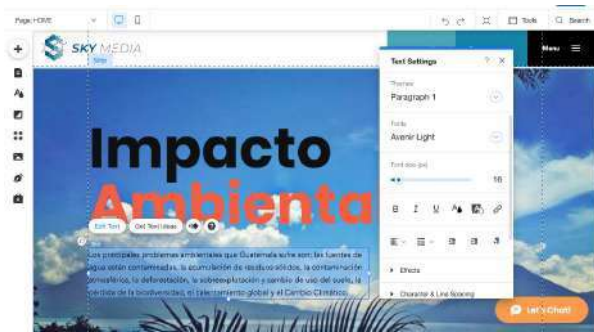 Page: HOME
Tools
Search
SKY MEDIA
Menu
Strip
Text Settings
?
Themes
Paragraph 1
Fonts
Avenir Light
Font size (px)
16
B I U
Effects
Character & Line Spacing
Impacto
Ambienta
Edit Text
Get Text Ideas
Los principales problemas ambientales que Guatemala sufre son: las fuentes de
agua están contaminadas, la acumulación de residuos sólidos, la contaminación
atmosférica, la deforestación, la sobreexplotación y cambio de uso del suelo, la
pérdida de la biodiversidad, el calentamiento global y el Cambio Climático.
Let's Chat!